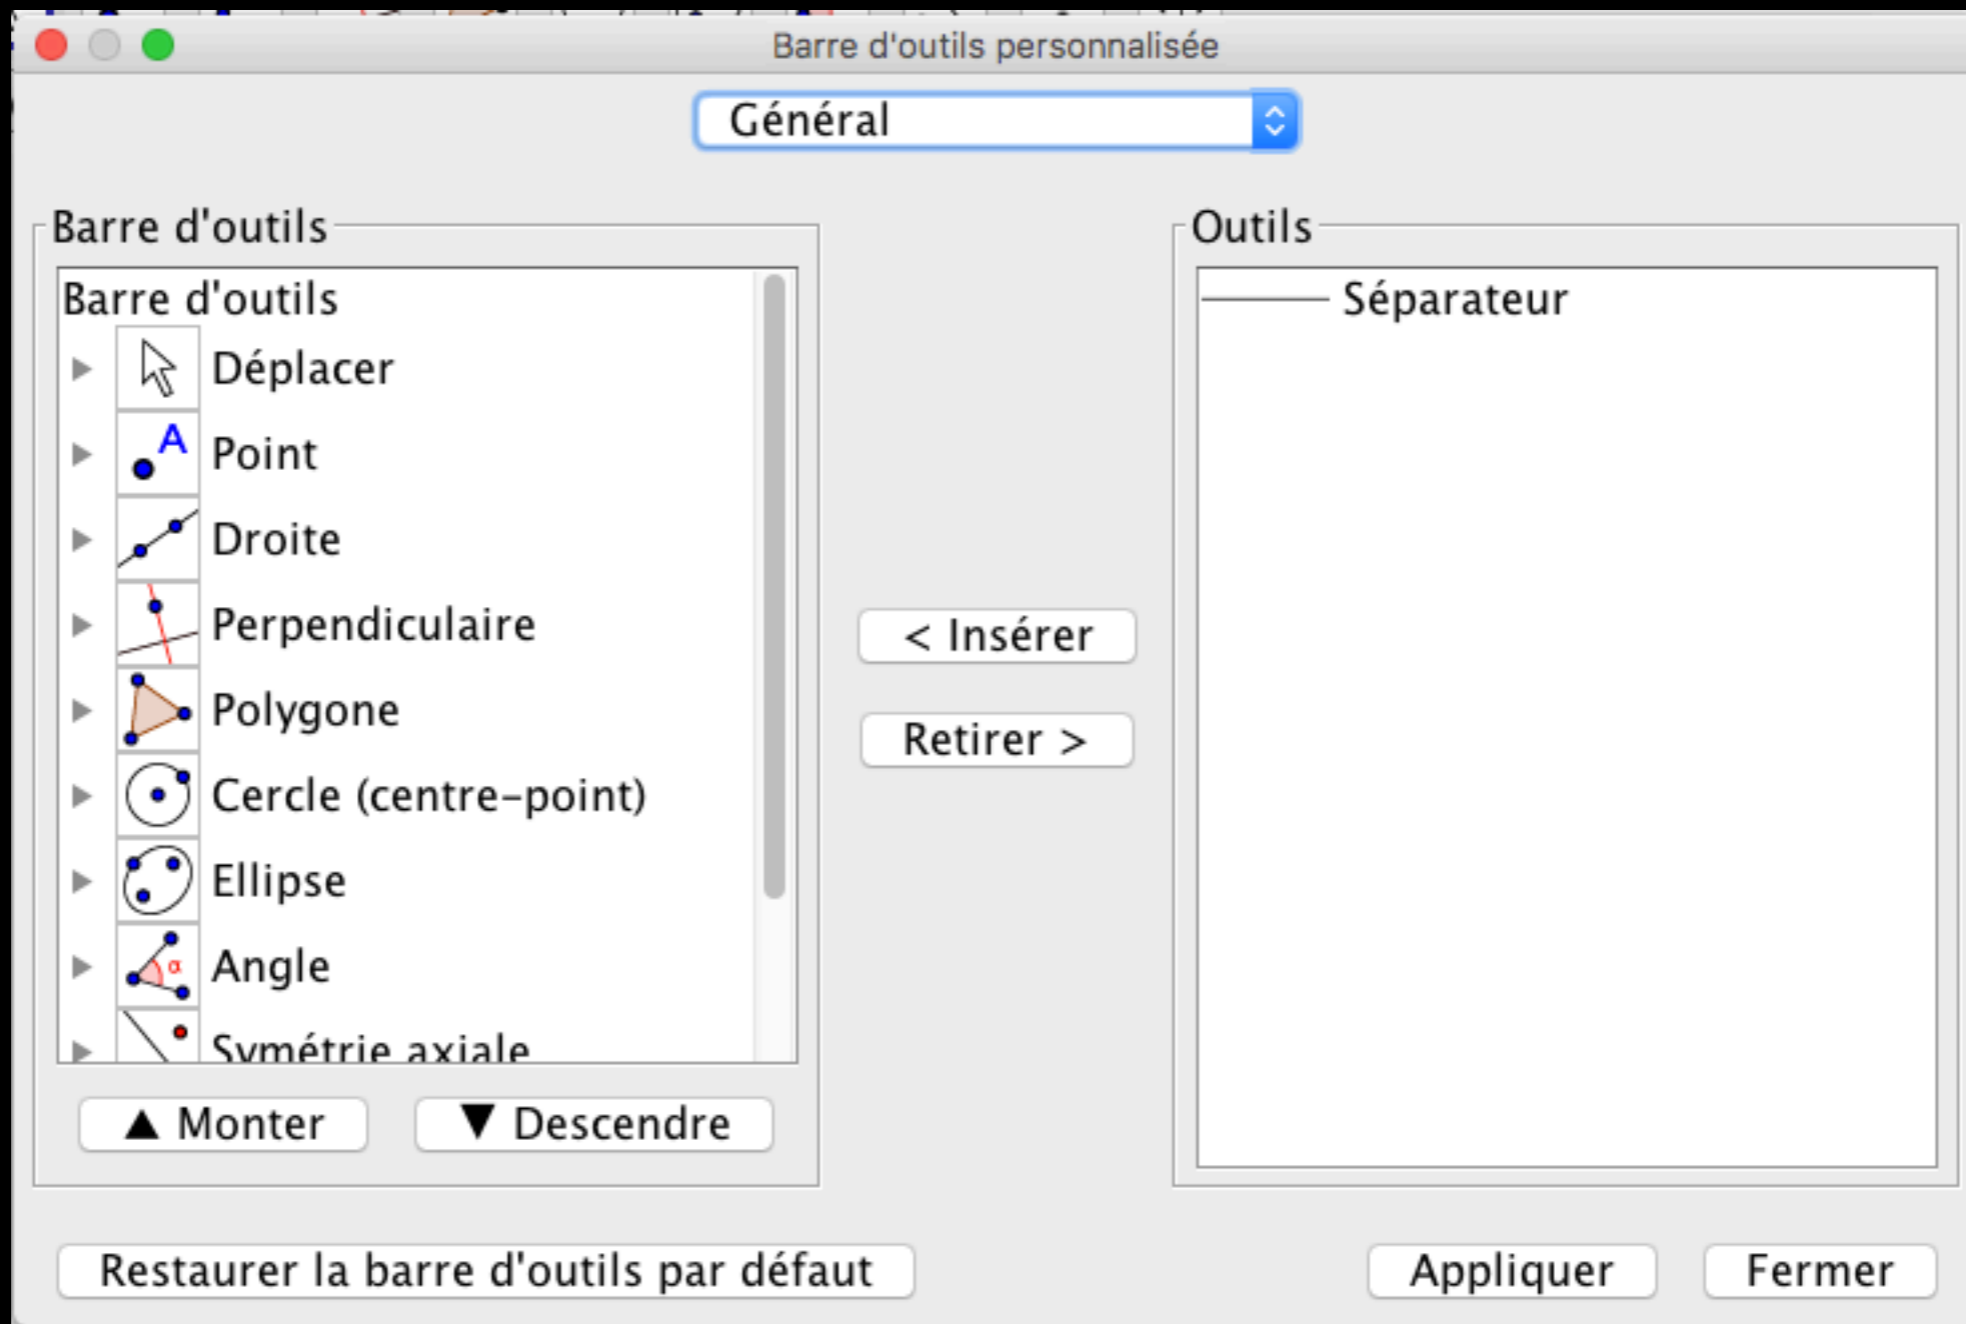 Barre d'outils personnalisée
Général
Barre d'outils
Barre d'outils
Déplacer
A
Point
Droite
Perpendiculaire
Polygone
Cercle (centre-point)
Ellipse
α
Angle
Symétrie axiale
▲ Monter
▼ Descendre
< Insérer
Retirer >
Outils
Séparateur
Restaurer la barre d'outils par défaut
Appliquer
Fermer